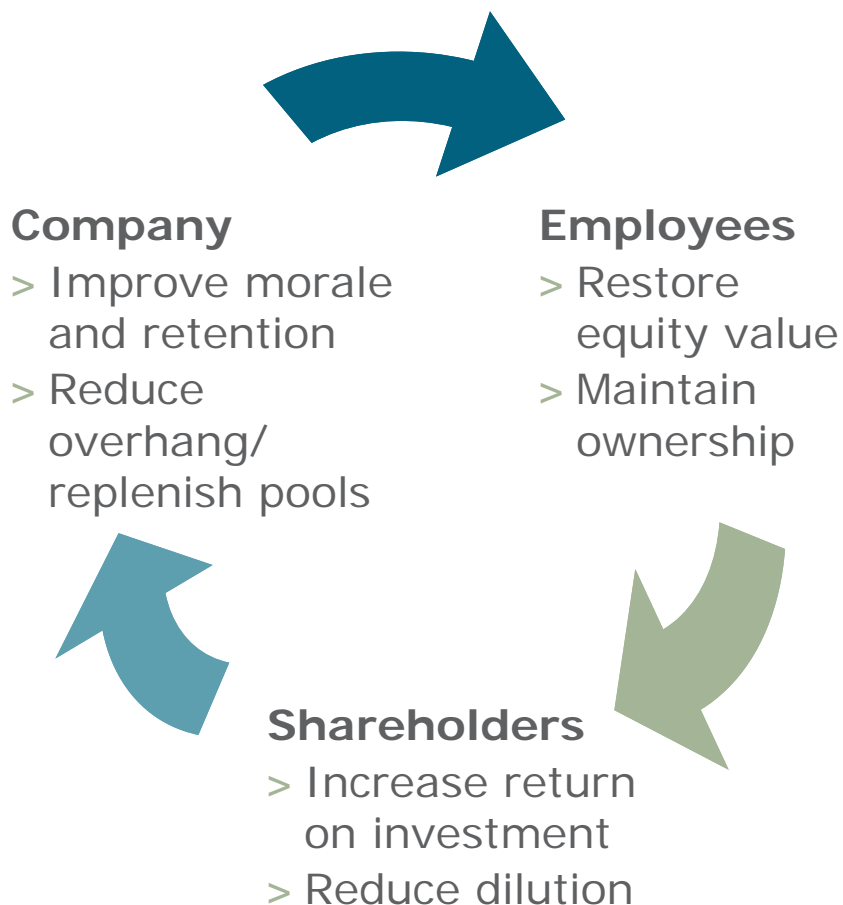 Company
> Improve morale
and retention
> Reduce
overhang/
replenish pools
Employees
> Restore
equity value
> Maintain
ownership
Shareholders
> Increase return
on investment
> Reduce dilution